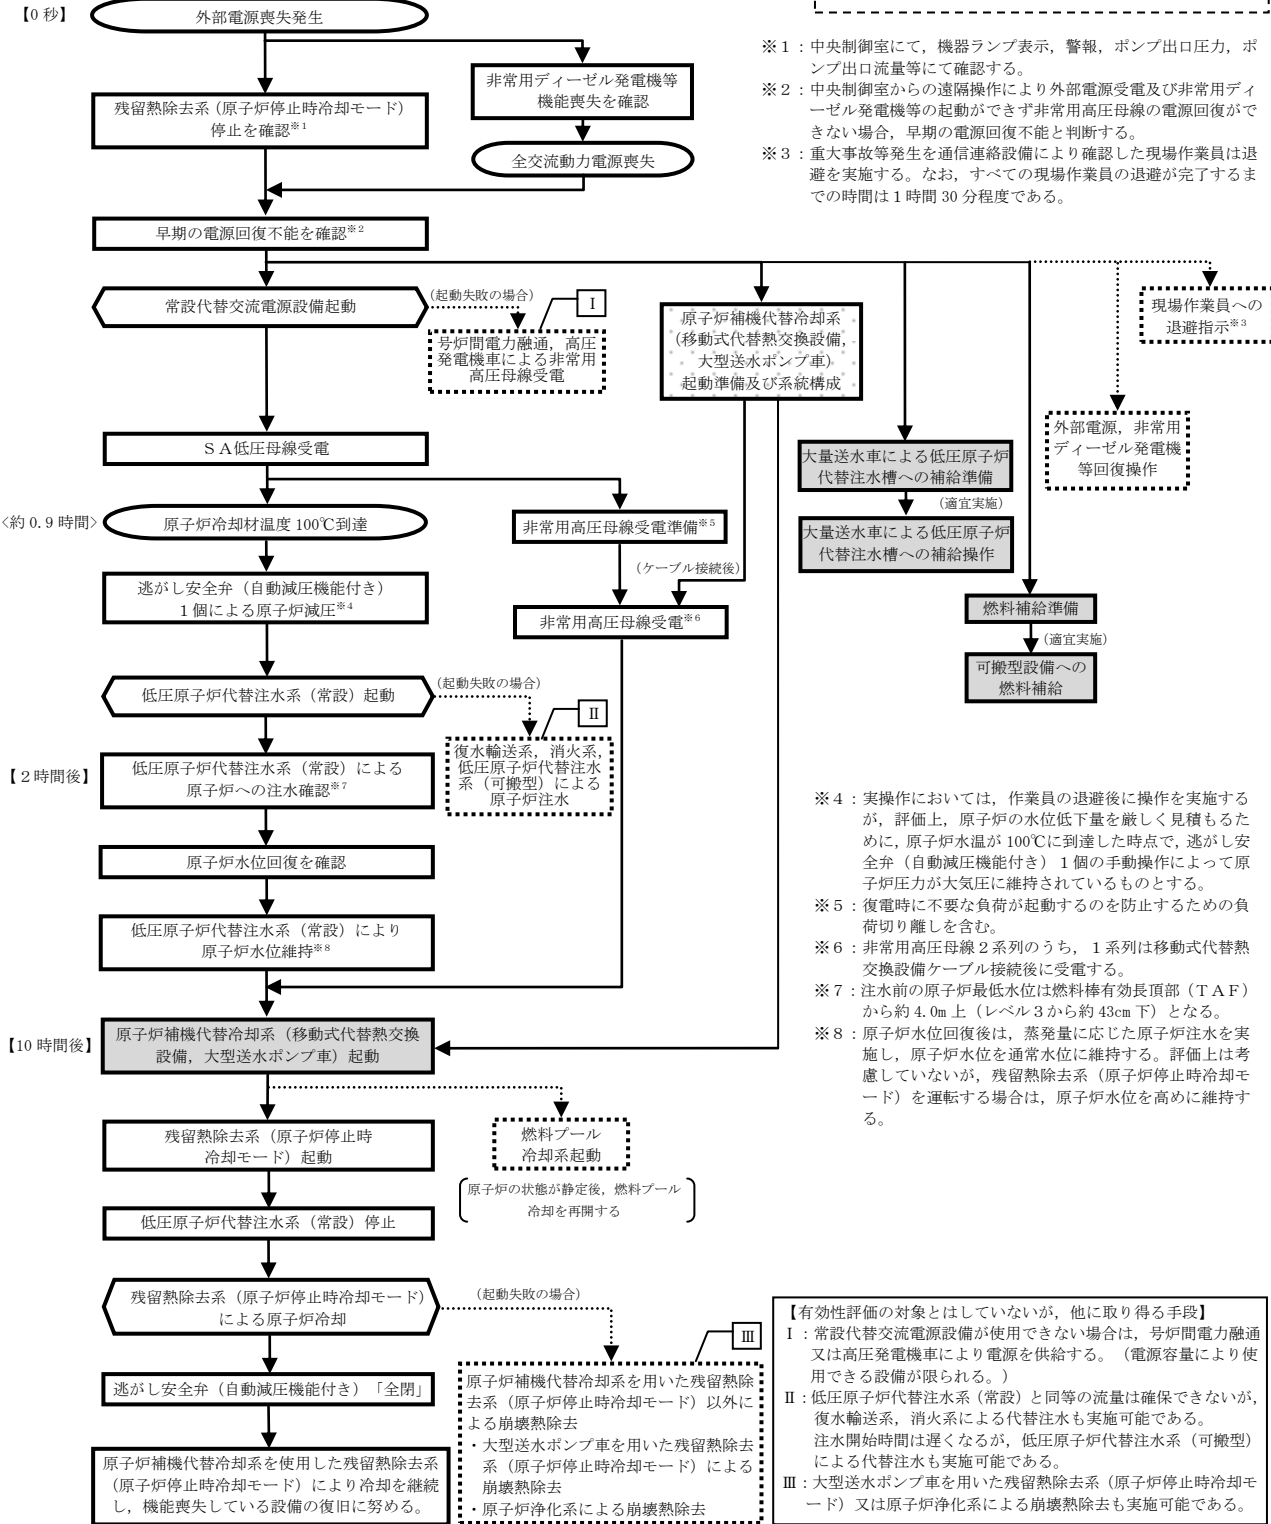 【0 秒】
外部電源喪失発生
非常用ディーゼル発電機等
機能喪失を確認
残留熱除去系（原子炉停止時冷却モード）
停止を確認※1
全交流動力電源喪失
早期の電源回復不能を確認※2
※１：中央制御室にて，機器ランプ表示，警報，ポンプ出口圧力，ポ
ンプ出口流量等にて確認する。
※２：中央制御室からの遠隔操作により外部電源受電及び非常用ディ
ーゼル発電機等の起動ができず非常用高圧母線の電源回復がで
きない場合，早期の電源回復不能と判断する。
※３：重大事故等発生を通信連絡設備により確認した現場作業員は退
避を実施する。なお，すべての現場作業員の退避が完了するま
での時間は１時間 30 分程度である。
常設代替交流電源設備起動
（起動失敗の場合）
Ⅰ
号炉間電力融通，高圧
発電機車による非常用
高圧母線受電
原子炉補機代替冷却系
（移動式代替熱交換設備，
大型送水ポンプ車）
起動準備及び系統構成
現場作業員への
退避指示※3
外部電源，非常用
ディーゼル発電機
等回復操作
ＳＡ低圧母線受電
大量送水車による低圧原子炉
代替注水槽への補給準備
（適宜実施）
大量送水車による低圧原子炉
代替注水槽への補給操作
<約 0.9 時間>
原子炉冷却材温度 100℃到達
非常用高圧母線受電準備※5
（ケーブル接続後）
逃がし安全弁（自動減圧機能付き）
１個による原子炉減圧※4
非常用高圧母線受電※6
燃料補給準備
（適宜実施）
可搬型設備への
燃料補給
低圧原子炉代替注水系（常設）起動
（起動失敗の場合）
Ⅱ
復水輸送系，消火系，
低圧原子炉代替注水
系（可搬型）による
原子炉注水
【２時間後】
低圧原子炉代替注水系（常設）による
原子炉への注水確認※7
原子炉水位回復を確認
低圧原子炉代替注水系（常設）により
原子炉水位維持※8
※４：実操作においては，作業員の退避後に操作を実施する
が，評価上，原子炉の水位低下量を厳しく見積もるた
めに，原子炉水温が 100℃に到達した時点で，逃がし安
全弁（自動減圧機能付き）１個の手動操作によって原
子炉圧力が大気圧に維持されているものとする。
※５：復電時に不要な負荷が起動するのを防止するための負
荷切り離しを含む。
※６：非常用高圧母線２系列のうち，１系列は移動式代替熱
交換設備ケーブル接続後に受電する。
※７：注水前の原子炉最低水位は燃料棒有効長頂部（ＴＡＦ）
から約 4.0m 上（レベル３から約 43cm 下）となる。
※８：原子炉水位回復後は，蒸発量に応じた原子炉注水を実
施し，原子炉水位を通常水位に維持する。評価上は考
慮していないが，残留熱除去系（原子炉停止時冷却モ
ード）を運転する場合は，原子炉水位を高めに維持す
る。
【10 時間後】
原子炉補機代替冷却系（移動式代替熱交換
設備，大型送水ポンプ車）起動
残留熱除去系（原子炉停止時
冷却モード）起動
燃料プール
冷却系起動
原子炉の状態が静定後，燃料プール
冷却を再開する
低圧原子炉代替注水系（常設）停止
残留熱除去系（原子炉停止時冷却モード）
による原子炉冷却
（起動失敗の場合）
Ⅲ
逃がし安全弁（自動減圧機能付き）「全閉」
原子炉補機代替冷却系を使用した残留熱除去系
（原子炉停止時冷却モード）により冷却を継続
し，機能喪失している設備の復旧に努める。
原子炉補機代替冷却系を用いた残留熱除
去系（原子炉停止時冷却モード）以外に
よる崩壊熱除去
・大型送水ポンプ車を用いた残留熱除去
系（原子炉停止時冷却モード）による
崩壊熱除去
・原子炉浄化系による崩壊熱除去
【有効性評価の対象とはしていないが，他に取り得る手段】
Ⅰ：常設代替交流電源設備が使用できない場合は，号炉間電力融通
又は高圧発電機車により電源を供給する。（電源容量により使
用できる設備が限られる。）
Ⅱ：低圧原子炉代替注水系（常設）と同等の流量は確保できないが，
復水輸送系，消火系による代替注水も実施可能である。
注水開始時間は遅くなるが，低圧原子炉代替注水系（可搬型）
による代替注水も実施可能である。
Ⅲ：大型送水ポンプ車を用いた残留熱除去系（原子炉停止時冷却モ
ード）又は原子炉浄化系による崩壊熱除去も実施可能である。